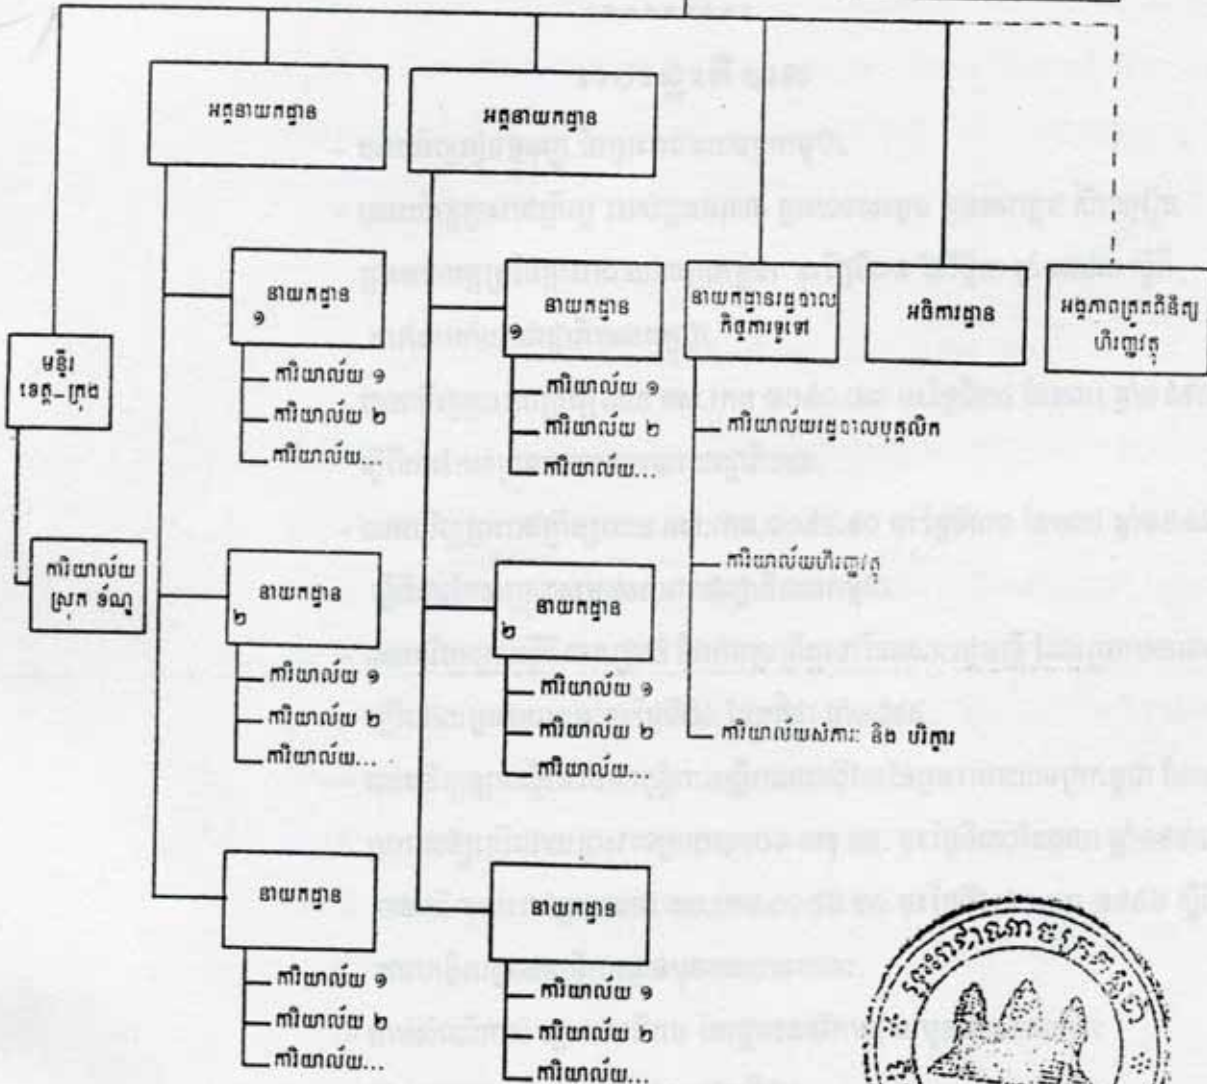 អគ្គនាយកដ្ឋាន
អគ្គនាយកដ្ឋាន
នាយកដ្ឋាន
១
នាយកដ្ឋាន
១
នាយកដ្ឋានរដ្ឋបាល
កិច្ចការទូទៅ
អធិការដ្ឋាន
អង្គភាពត្រួតពិនិត្យ
ហិរញ្ញវត្ថុ
មន្ទីរ
ខេត្ត-ក្រុង
ការិយាល័យ ១
ការិយាល័យ ២
ការិយាល័យ...
ការិយាល័យ ១
ការិយាល័យ ២
ការិយាល័យ...
ការិយាល័យរដ្ឋបាលបុគ្គលិក
ការិយាល័យហិរញ្ញវត្ថុ
ការិយាល័យសំភារៈ និង បរិក្ខារ
ការិយាល័យ
ស្រុក ខ័ណ្ឌ
នាយកដ្ឋាន
២
នាយកដ្ឋាន
២
ការិយាល័យ ១
ការិយាល័យ ២
ការិយាល័យ...
ការិយាល័យ ១
ការិយាល័យ ២
ការិយាល័យ...
នាយកដ្ឋាន
នាយកដ្ឋាន
ការិយាល័យ ១
ការិយាល័យ ២
ការិយាល័យ...
ការិយាល័យ ១
ការិយាល័យ ២
ការិយាល័យ...
ព្រះរាជាណាចក្រកម្ពុជា